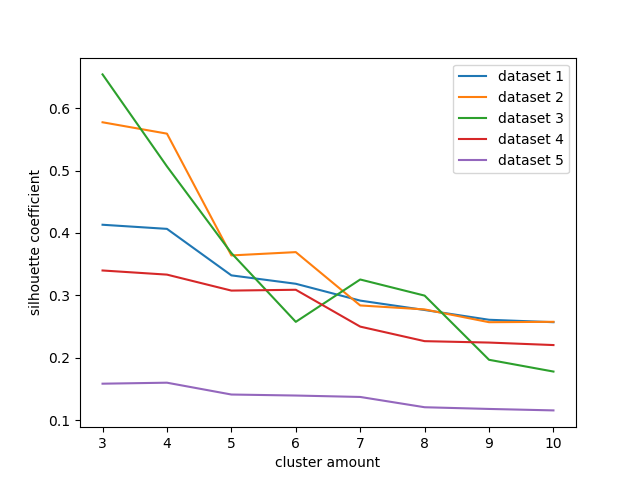 dataset 1
dataset 2
dataset 3
dataset 4
dataset 5
silhouette coefficient
0.6
0.5
0.4
0.3
0.2
0.1
3 4 5 6 7 8 9 10
cluster amount